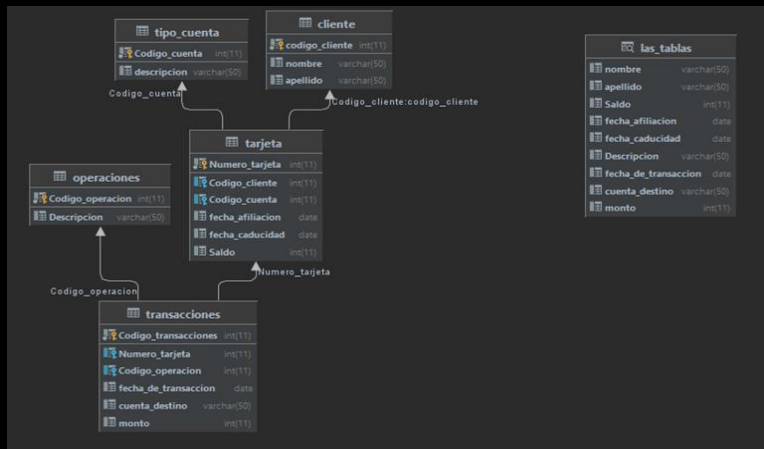 tipo_cuenta
Codigo_cuenta int(11)
descripcion varchar(50)
cliente
codigo_cliente int(11)
nombre varchar(50)
apellido varchar(50)
las_tablas
nombre varchar(50)
apellido varchar(50)
Saldo int(11)
fecha_afiliacion date
fecha_caducidad date
Descripcion varchar(50)
fecha_de_transaccion date
cuenta_destino varchar(50)
monto int(11)
Codigo_cuenta
Codigo_cliente:codigo_cliente
tarjeta
Numero_tarjeta int(11)
Codigo_cliente int(11)
Codigo_cuenta int(11)
fecha_afiliacion date
fecha_caducidad date
Saldo int(11)
operaciones
Codigo_operacion int(11)
Descripcion varchar(50)
Numero_tarjeta
Codigo_operacion
transacciones
Codigo_transacciones int(11)
Numero_tarjeta int(11)
Codigo_operacion int(11)
fecha_de_transaccion date
cuenta_destino varchar(50)
monto int(11)